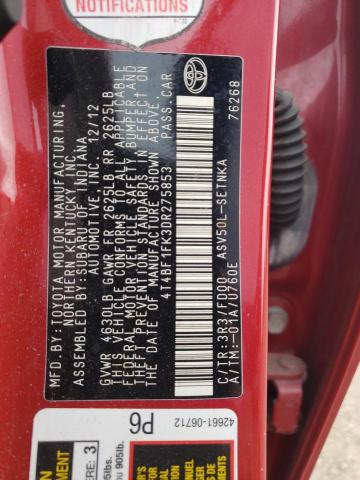 NOTIFICATIONS
MFD. BY: TOYOTA MOTOR MANUFACTURING
NORTHERN KENTUCKY, INC.
ASSEMBLED BY: SUBARU OF INDIANA
AUTOMOTIVE INC. 12/12
GVWR 4630LB GAWR FR 2625LB RR 2625LB
THIS VEHICLE CONFORMS TO ALL APPLICABLE
FEDERAL MOTOR VEHICLE SAFETY, BUMPER, AND
THEFT PREVENTION STANDARDS IN EFFECT ON
THE DATE OF MANUFACTURE SHOWN ABOVE.
4T4BF1FK3DR275853 PASS. CAR
C/TR:3R3/FD00 ASV50L-SETNKA
A/TM:-01A/U760E
76268
42661-06712
P6